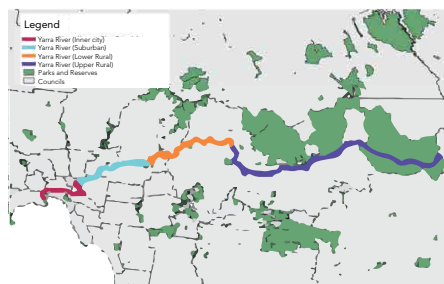 Legend
Yarra River (Inner city)
Yarra River (Suburban)
Yarra River (Lower Rural)
Yarra River (Upper Rural)
Parks and Reserves
Councils